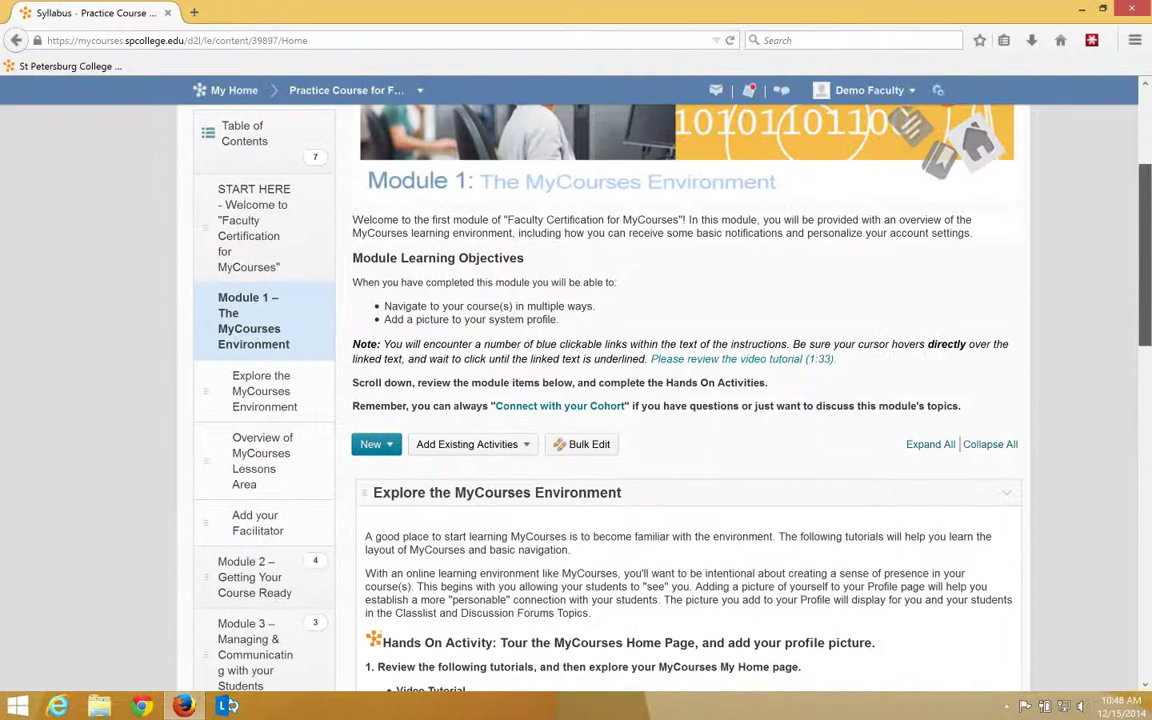 Syllabus - Practice Course ...
https://mycourses.spcollege.edu/d2l/le/content/39897/Home
Search
St Petersburg College ...
My Home
Practice Course for F...
Demo Faculty
Table of
Contents
7
START HERE
- Welcome to
"Faculty
Certification
for
MyCourses"
Module 1 –
The
MyCourses
Environment
Explore the
MyCourses
Environment
Overview of
MyCourses
Lessons
Area
Add your
Facilitator
Module 2 –
Getting Your
Course Ready
4
Module 3 –
Managing &
Communicatin
g with your
Students
3
10101101100
Module 1: The MyCourses Environment
Welcome to the first module of "Faculty Certification for MyCourses"! In this module, you will be provided with an overview of the
MyCourses learning environment, including how you can receive some basic notifications and personalize your account settings.
Module Learning Objectives
When you have completed this module you will be able to:
• Navigate to your course(s) in multiple ways.
• Add a picture to your system profile.
Note: You will encounter a number of blue clickable links within the text of the instructions. Be sure your cursor hovers directly over the
linked text, and wait to click until the linked text is underlined. Please review the video tutorial (1:33).
Scroll down, review the module items below, and complete the Hands On Activities.
Remember, you can always "Connect with your Cohort" if you have questions or just want to discuss this module's topics.
New
Add Existing Activities
Bulk Edit
Expand All | Collapse All
Explore the MyCourses Environment
A good place to start learning MyCourses is to become familiar with the environment. The following tutorials will help you learn the
layout of MyCourses and basic navigation.
With an online learning environment like MyCourses, you'll want to be intentional about creating a sense of presence in your
course(s). This begins with you allowing your students to "see" you. Adding a picture of yourself to your Profile page will help you
establish a more "personable" connection with your students. The picture you add to your Profile will display for you and your students
in the Classlist and Discussion Forums Topics.
Hands On Activity: Tour the MyCourses Home Page, and add your profile picture.
1. Review the following tutorials, and then explore your MyCourses My Home page.
• Video Tutorial
10:48 AM
12/15/2014